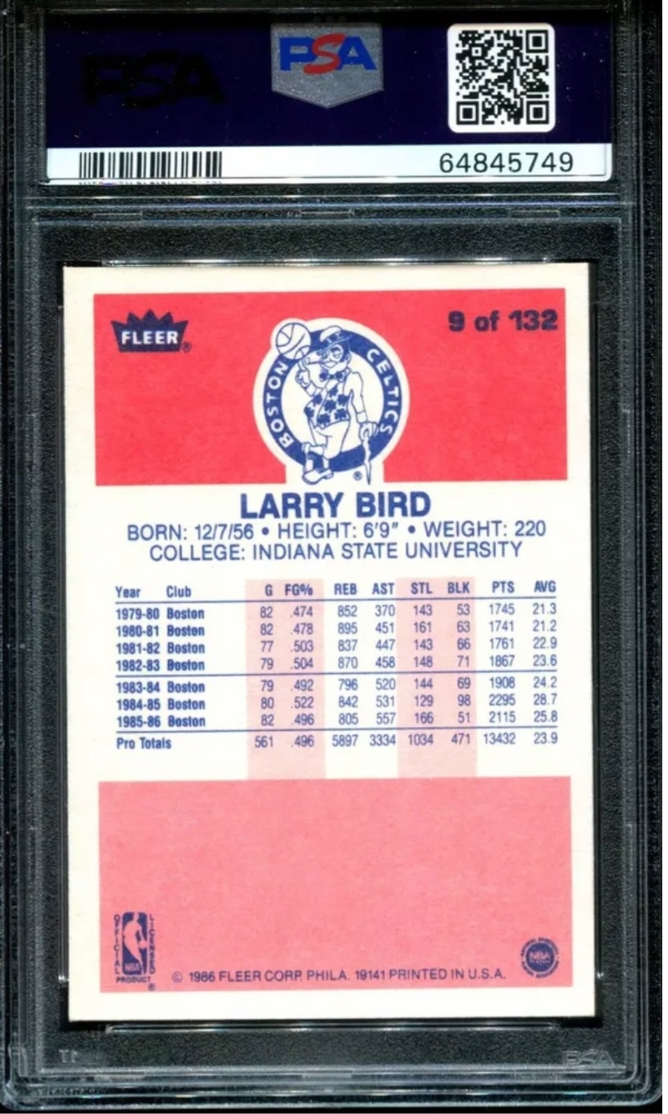 PSA
PSA
64845749
FLEER®
9 of 132
BOSTON CELTICS
®
LARRY BIRD
BORN: 12/7/56 • HEIGHT: 6'9" • WEIGHT: 220
COLLEGE: INDIANA STATE UNIVERSITY
Year Club G FG% REB AST STL BLK PTS AVG
1979-80 Boston 82 .474 852 370 143 53 1745 21.3
1980-81 Boston 82 .478 895 451 161 63 1741 21.2
1981-82 Boston 77 .503 837 447 143 66 1761 22.9
1982-83 Boston 79 .504 870 458 148 71 1867 23.6
1983-84 Boston 79 .492 796 520 144 69 1908 24.2
1984-85 Boston 80 .522 842 531 129 98 2295 28.7
1985-86 Boston 82 .496 805 557 166 51 2115 25.8
Pro Totals 561 .496 5897 3334 1034 471 13432 23.9
OFFICIAL LICENSED
NBA
PRODUCT
®
© 1986 FLEER CORP. PHILA. 19141 PRINTED IN U.S.A.
NBA
PSA